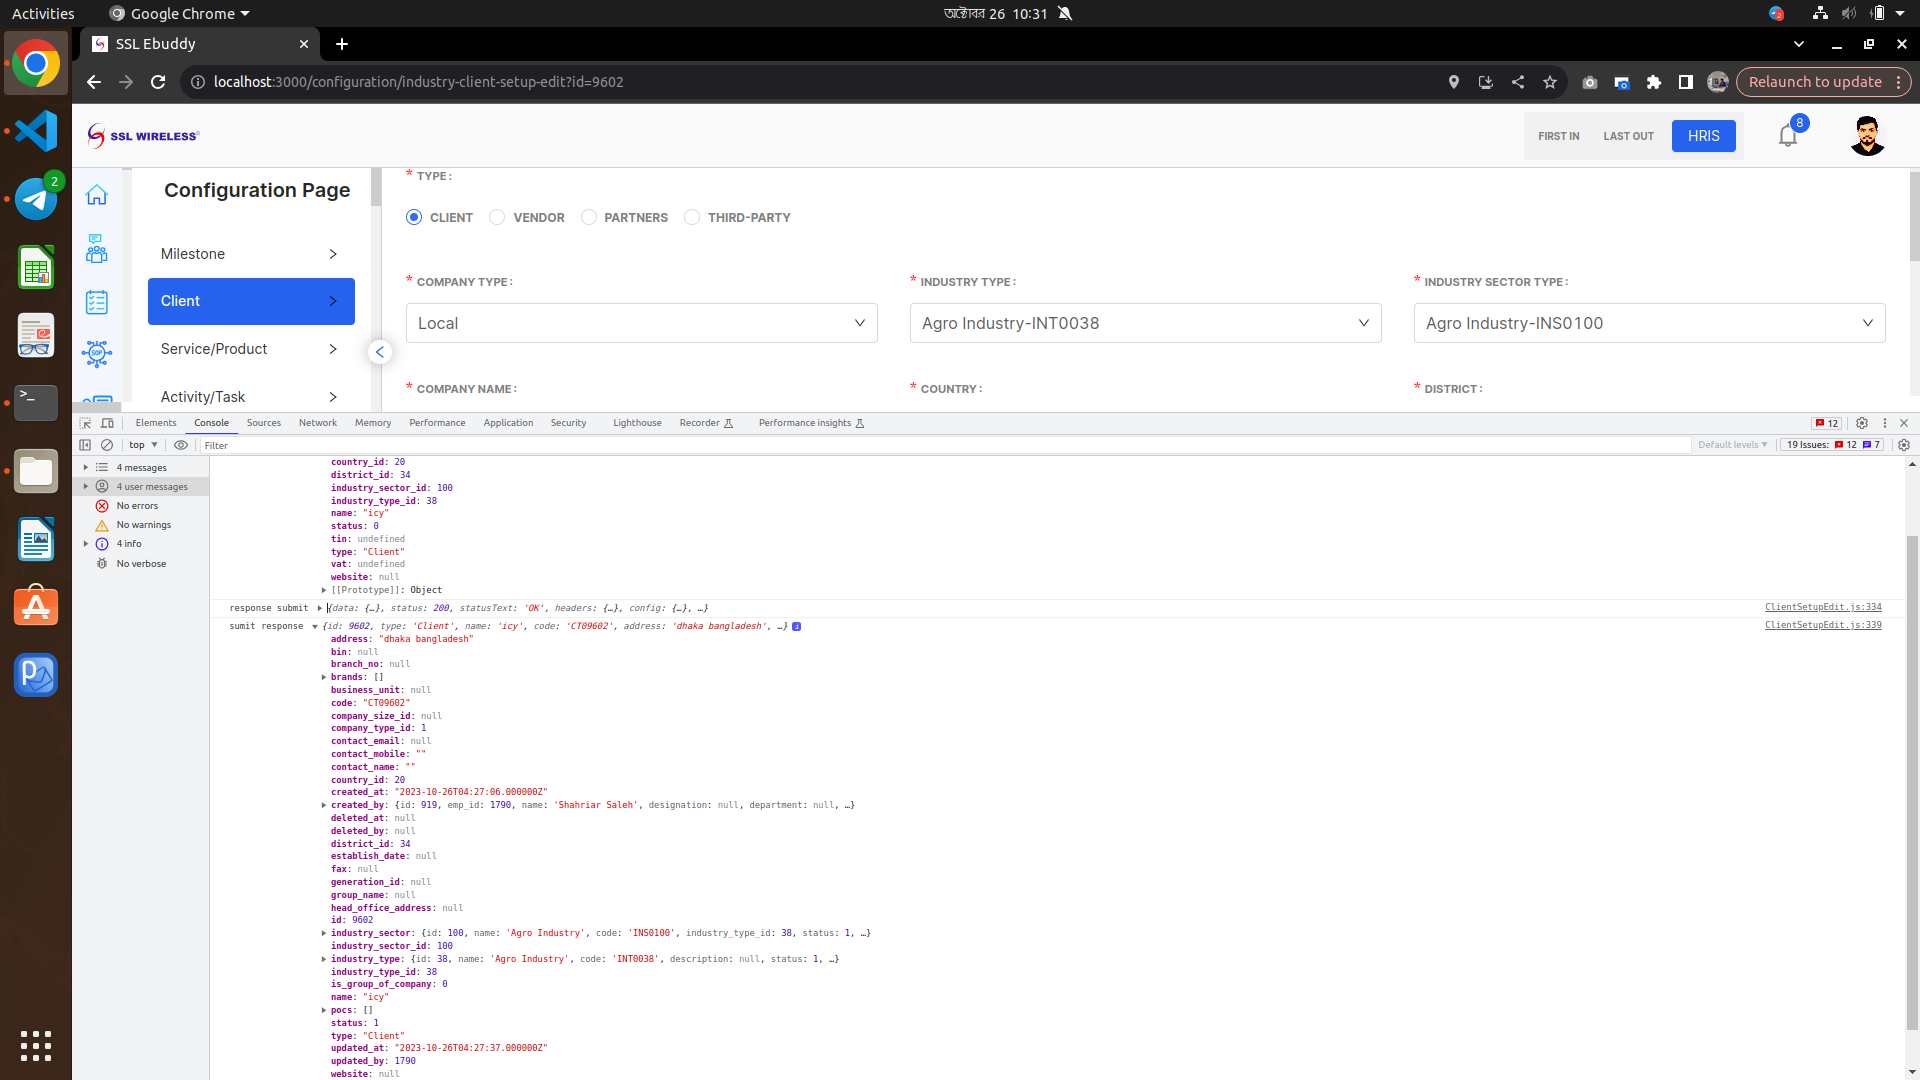 Activities
Google Chrome
অক্টোবর 26 10:31
2
SSL Ebuddy
localhost:3000/configuration/industry-client-setup-edit?id=9602
Relaunch to update
2
SSL WIRELESS
FIRST IN
LAST OUT
HRIS
8
Configuration Page
Milestone
Client
Service/Product
Activity/Task
SOP
* TYPE :
CLIENT
VENDOR
PARTNERS
THIRD-PARTY
* COMPANY TYPE :
* INDUSTRY TYPE :
* INDUSTRY SECTOR TYPE :
Local
Agro Industry-INT0038
Agro Industry-INS0100
* COMPANY NAME :
* COUNTRY :
* DISTRICT :
Elements Console Sources Network Memory Performance Application Security Lighthouse Recorder Performance insights
12
top
Filter
Default levels
19 Issues: 12 7
4 messages
4 user messages
No errors
No warnings
4 info
No verbose
country_id: 20
district_id: 34
industry_sector_id: 100
industry_type_id: 38
name: "icy"
status: 0
tin: undefined
type: "Client"
vat: undefined
website: null
[[Prototype]]: Object
response submit {data: {…}, status: 200, statusText: 'OK', headers: {…}, config: {…}, …}
ClientSetupEdit.js:334
sumit response {id: 9602, type: 'Client', name: 'icy', code: 'CT09602', address: 'dhaka bangladesh', …} i
ClientSetupEdit.js:339
address: "dhaka bangladesh"
bin: null
branch_no: null
brands: []
business_unit: null
code: "CT09602"
company_size_id: null
company_type_id: 1
contact_email: null
contact_mobile: ""
contact_name: ""
country_id: 20
created_at: "2023-10-26T04:27:06.000000Z"
created_by: {id: 919, emp_id: 1790, name: 'Shahriar Saleh', designation: null, department: null, …}
deleted_at: null
deleted_by: null
district_id: 34
establish_date: null
fax: null
generation_id: null
group_name: null
head_office_address: null
id: 9602
industry_sector: {id: 100, name: 'Agro Industry', code: 'INS0100', industry_type_id: 38, status: 1, …}
industry_sector_id: 100
industry_type: {id: 38, name: 'Agro Industry', code: 'INT0038', description: null, status: 1, …}
industry_type_id: 38
is_group_of_company: 0
name: "icy"
pocs: []
status: 1
type: "Client"
updated_at: "2023-10-26T04:27:37.000000Z"
updated_by: 1790
website: null